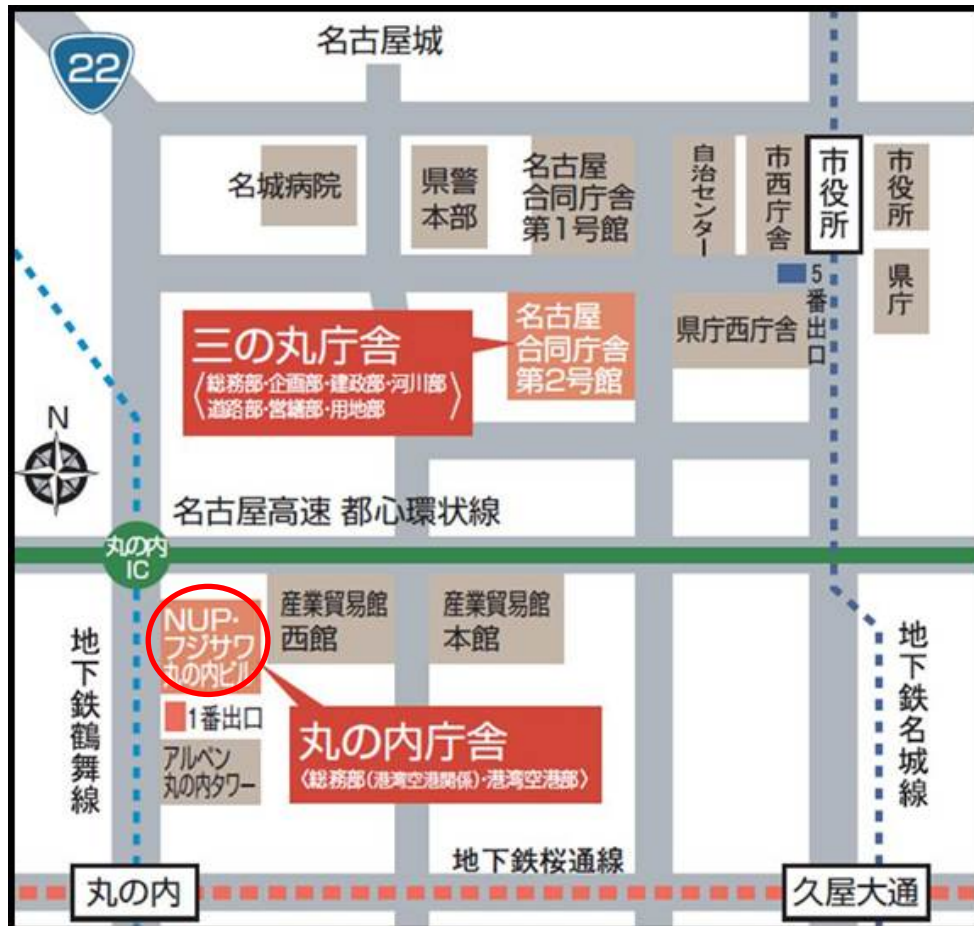 名古屋城
22
名城病院
県警
本部
名古屋
合同庁舎
第1号館
自治センター
市西庁舎
市役所
市役所
5番出口
県庁
三の丸庁舎
〈総務部・企画部・建政部・河川部
道路部・営繕部・用地部〉
名古屋
合同庁舎
第2号館
県庁西庁舎
N
名古屋高速 都心環状線
丸の内
IC
NUP・
フジサワ
丸の内ビル
産業貿易館
西館
産業貿易館
本館
地下鉄鶴舞線
1番出口
丸の内庁舎
〈総務部(港湾空港関係)・港湾空港部〉
アルペン
丸の内タワー
地下鉄名城線
地下鉄桜通線
丸の内
久屋大通